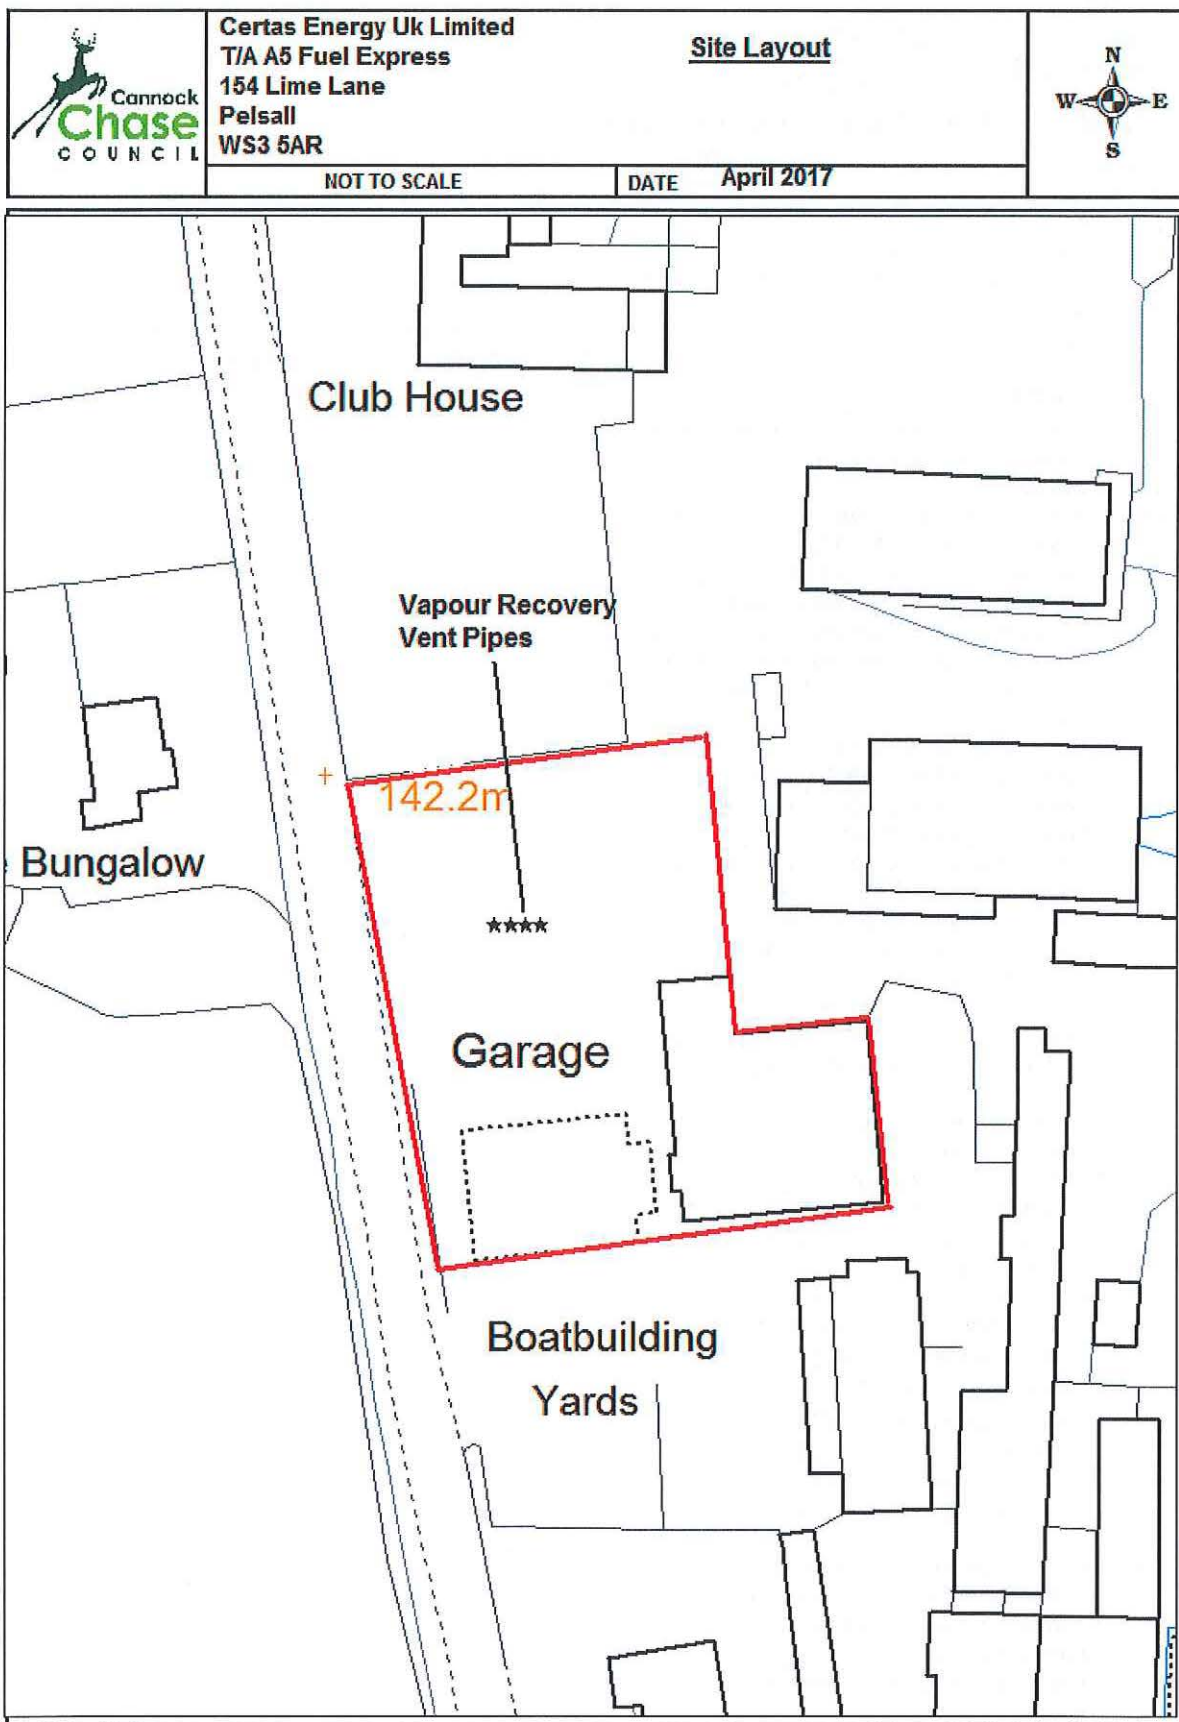 Cannock
Chase
COUNCIL
Certas Energy Uk Limited
T/A A5 Fuel Express
154 Lime Lane
Pelsall
WS3 5AR
Site Layout
N
W
E
S
NOT TO SCALE
DATE
April 2017
Club House
Vapour Recovery
Vent Pipes
142.2m
Bungalow
****
Garage
Boatbuilding
Yards